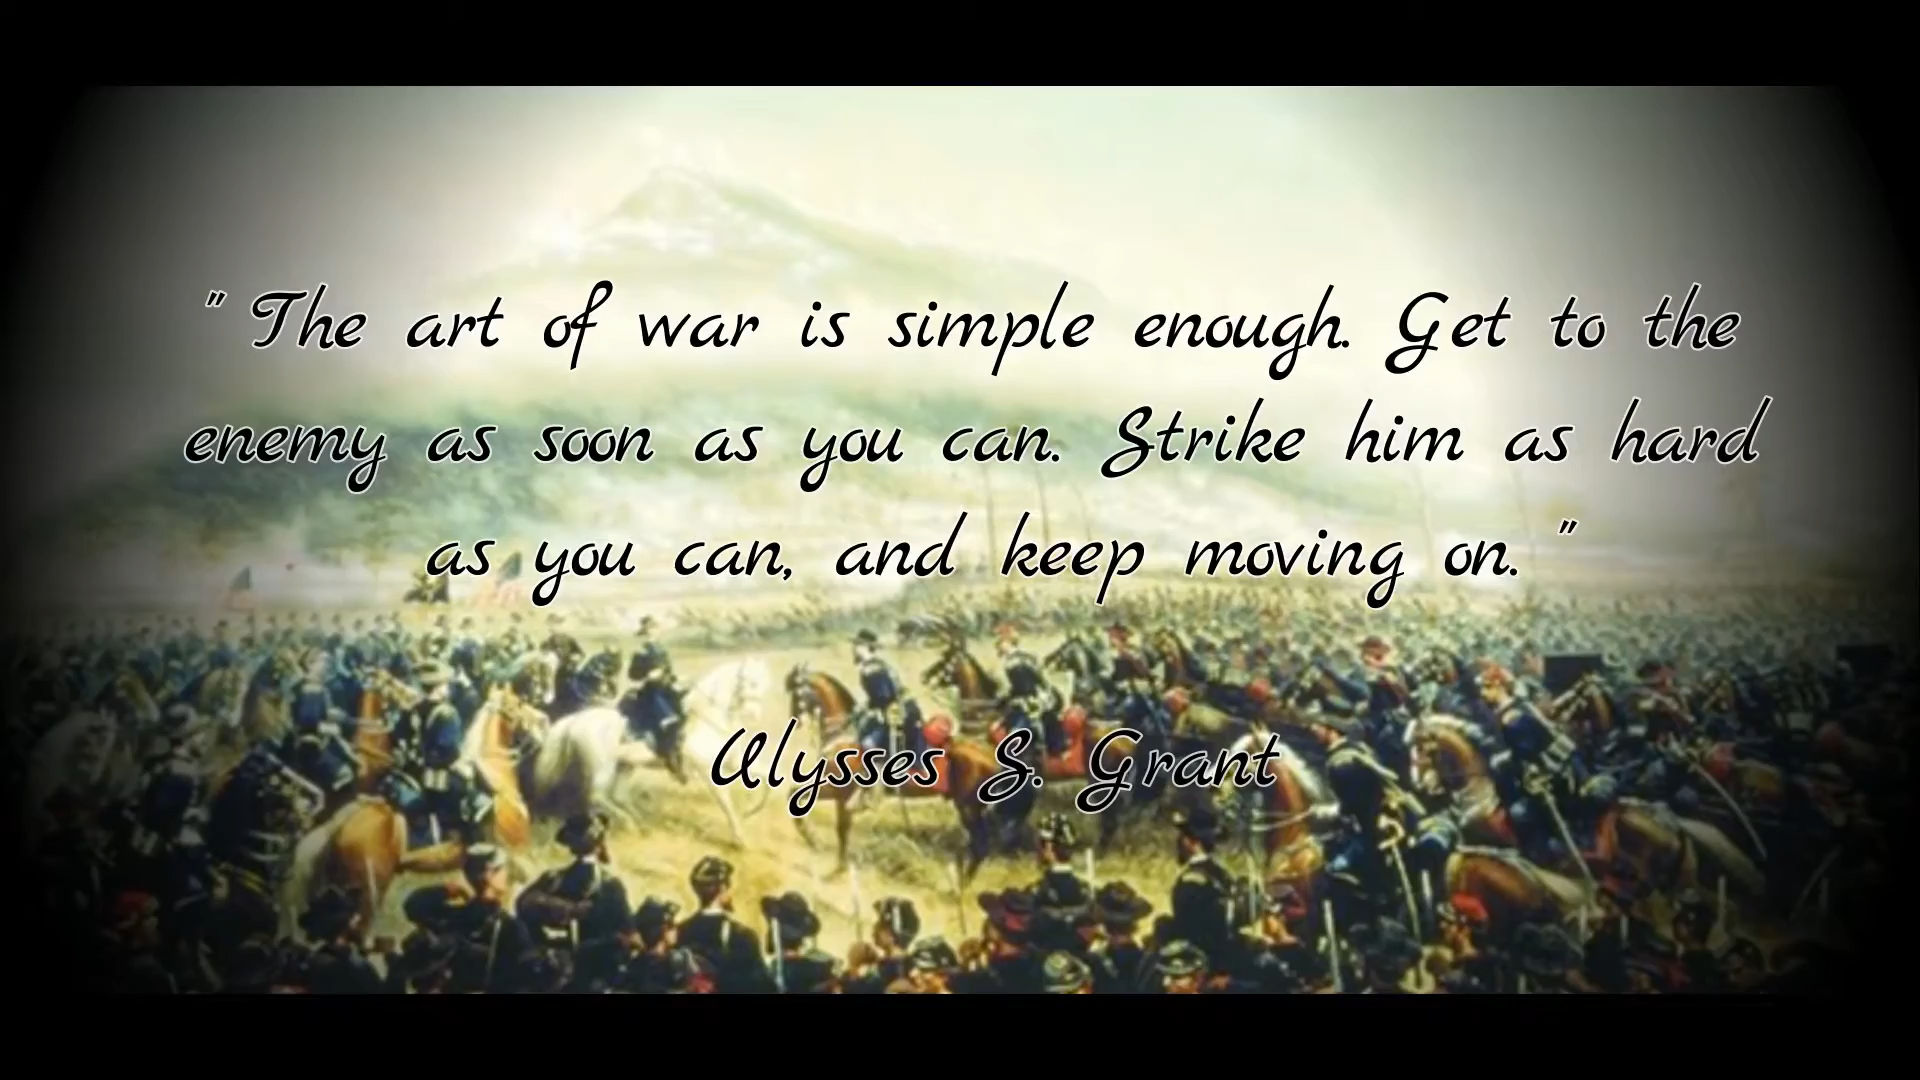 " The art of war is simple enough. Get to the
enemy as soon as you can. Strike him as hard
as you can, and keep moving on. "
Ulysses S. Grant